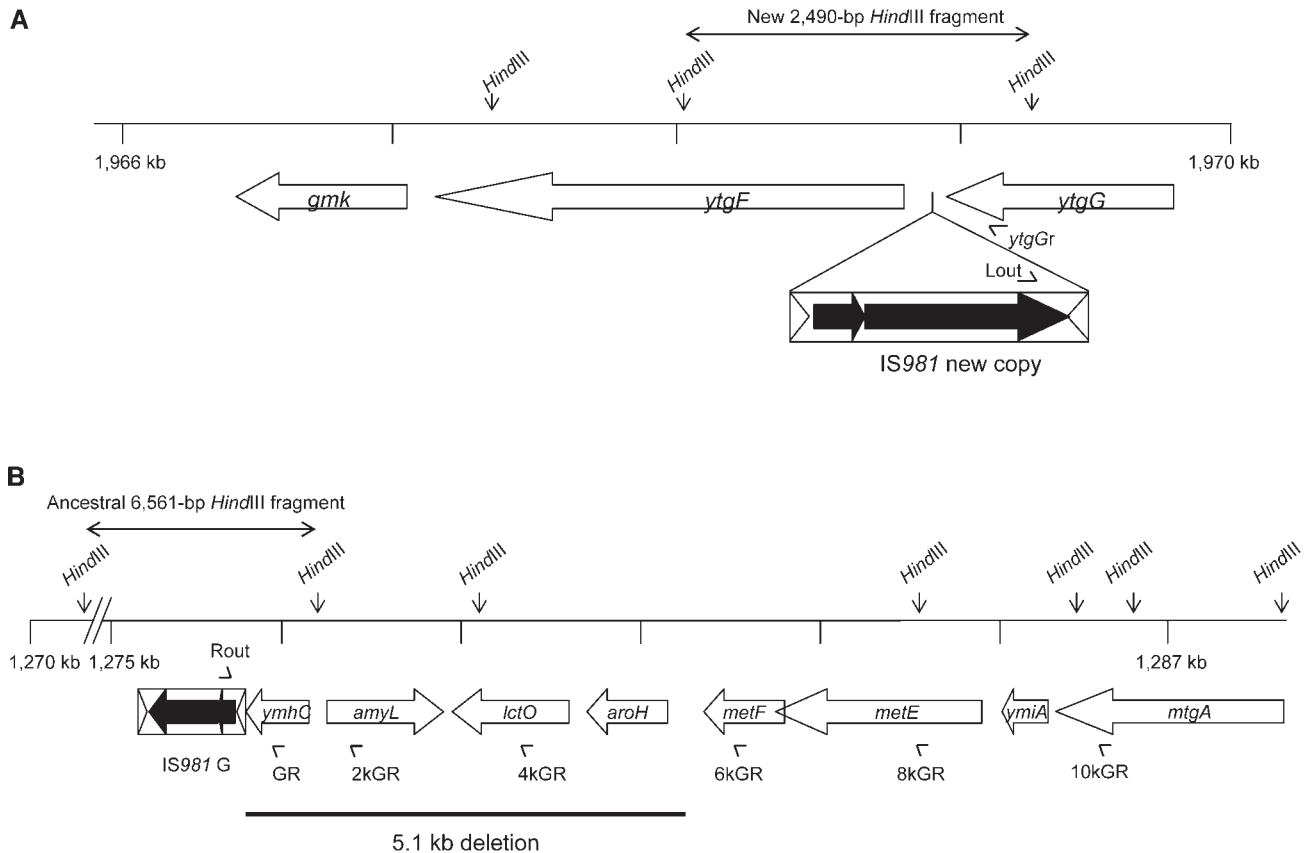 A
New 2,490-bp HindIII fragment
HindIII HindIII HindIII
1,966 kb 1,970 kb
gmk ytgF ytgG
ytgGr
Lout
IS981 new copy
B
Ancestral 6,561-bp HindIII fragment
HindIII HindIII HindIII HindIII HindIII HindIII HindIII
1,270 kb 1,275 kb 1,287 kb
Rout
ymhC amyL lctO aroH metF metE ymiA mtgA
IS981 G GR 2kGR 4kGR 6kGR 8kGR 10kGR
5.1 kb deletion